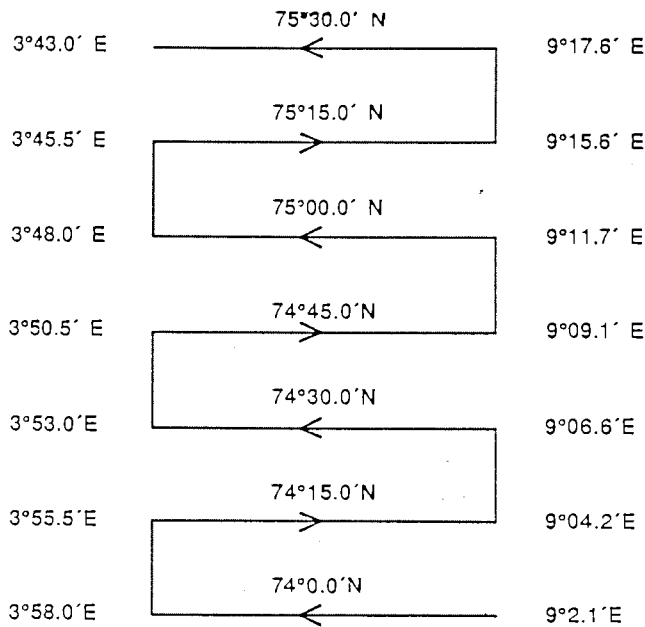 75°30.0′ N
3°43.0′ E 9°17.6′ E
75°15.0′ N
3°45.5′ E 9°15.6′ E
75°00.0′ N
3°48.0′ E 9°11.7′ E
74°45.0′N
3°50.5′ E 9°09.1′ E
74°30.0′N
3°53.0′E 9°06.6′E
74°15.0′N
3°55.5′E 9°04.2′E
74°0.0′N
3°58.0′E 9°2.1′E